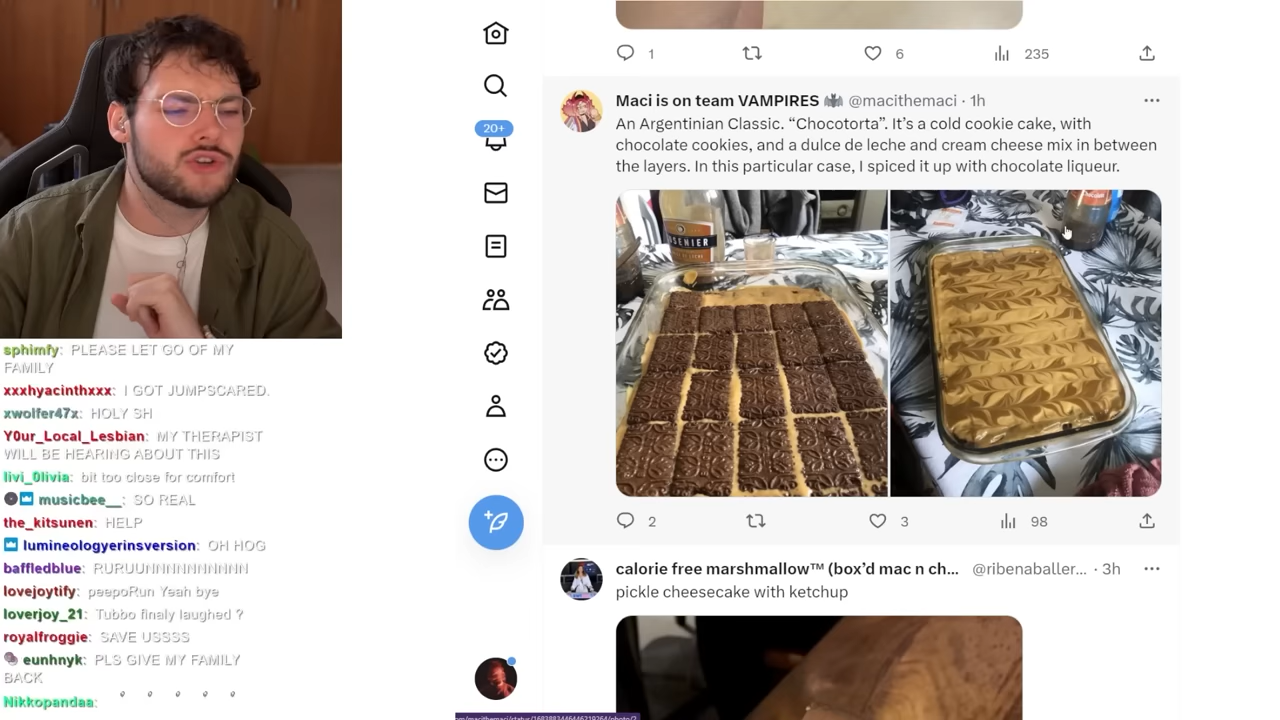 1
6
235
Maci is on team VAMPIRES 🦇 @macithemaci · 1h
An Argentinian Classic. “Chocotorta”. It’s a cold cookie cake, with
chocolate cookies, and a dulce de leche and cream cheese mix in between
the layers. In this particular case, I spiced it up with chocolate liqueur.
20+
SENIER
2
3
98
calorie free marshmallow™ (box’d mac n ch... @ribenaballer... · 3h
pickle cheesecake with ketchup
sphimfy: PLEASE LET GO OF MY
FAMILY
xxxhyacinthxxx: I GOT JUMPSCARED.
xwolfer47x: HOLY SH
Y0ur_Local_Lesbian: MY THERAPIST
WILL BE HEARING ABOUT THIS
livi_0livia: bit too close for comfort
musicbee__: SO REAL
the_kitsunen: HELP
lumineologyerinsversion: OH HOG
baffledblue: RURUUNNNNNNNNNN
lovejoytify: peepoRun Yeah bye
loverjoy_21: Tubbo finaly laughed ?
royalfroggie: SAVE USSSS
eunhnyk: PLS GIVE MY FAMILY
BACK
Nikkopandaa: